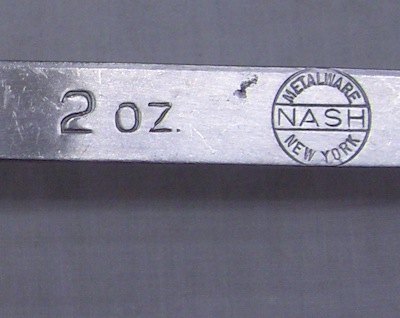 2 OZ.
METALWARE
NASH
NEW YORK